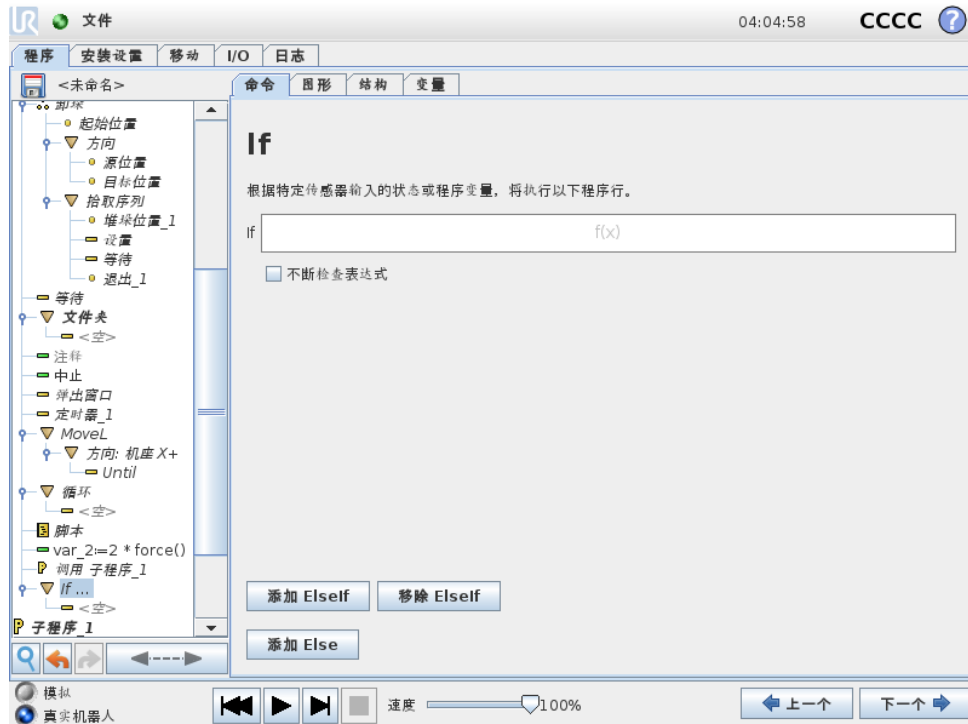 UR 文件 04:04:58 CCCC ?
程序 安装设置 移动 I/O 日志
<未命名>
命令 图形 结构 变量
卸垛
起始位置
方向
源位置
目标位置
拾取序列
堆垛位置_1
设置
等待
退出_1
等待
文件夹
<空>
注释
中止
弹出窗口
定时器_1
MoveL
方向: 机座 X+
Until
循环
<空>
脚本
var_2≔2 * force()
调用 子程序_1
If ...
<空>
子程序_1
If
根据特定传感器输入的状态或程序变量，将执行以下程序行。
If f(x)
不断检查表达式
添加 ElseIf 移除 ElseIf
添加 Else
模拟
真实机器人
速度 100%
上一个 下一个